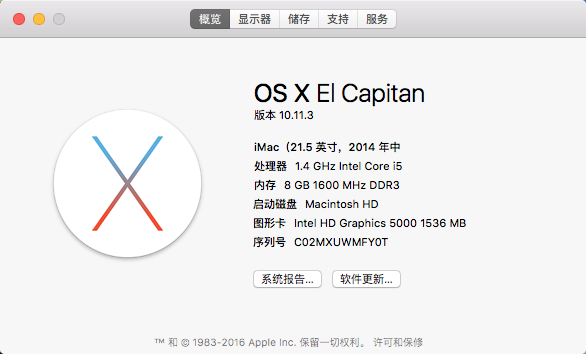 概览 显示器 储存 支持 服务
OS X El Capitan
版本 10.11.3
iMac（21.5 英寸，2014 年中
处理器 1.4 GHz Intel Core i5
内存 8 GB 1600 MHz DDR3
启动磁盘 Macintosh HD
图形卡 Intel HD Graphics 5000 1536 MB
序列号 C02MXUWMFY0T
系统报告... 软件更新...
™ 和 © 1983-2016 Apple Inc. 保留一切权利。 许可和保修